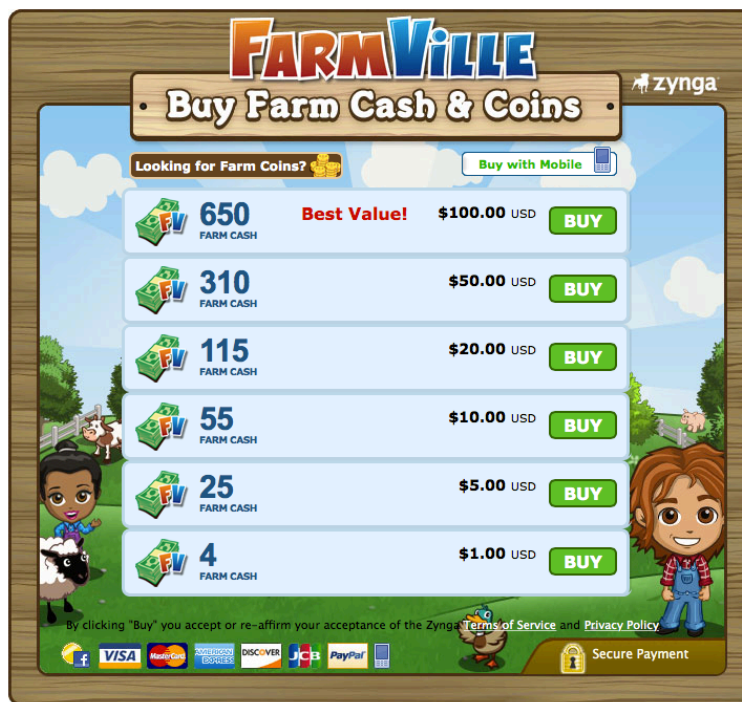 FARMVILLE
zynga
Buy Farm Cash & Coins
Looking for Farm Coins?
Buy with Mobile
650 Best Value! $100.00 USD BUY
FARM CASH
310 $50.00 USD BUY
FARM CASH
115 $20.00 USD BUY
FARM CASH
55 $10.00 USD BUY
FARM CASH
25 $5.00 USD BUY
FARM CASH
4 $1.00 USD BUY
FARM CASH
By clicking "Buy" you accept or re-affirm your acceptance of the Zynga Terms of Service and Privacy Policy
f VISA MasterCard AMERICAN EXPRESS DISCOVER JCB PayPal Secure Payment